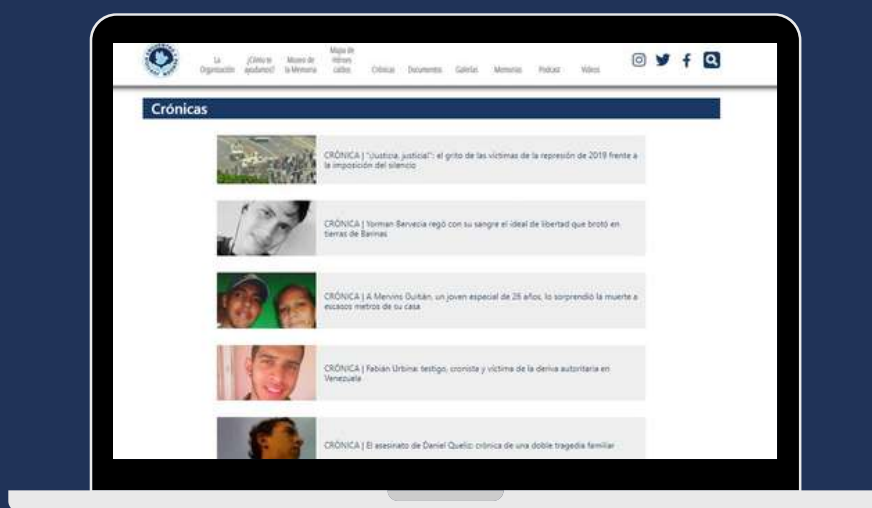 La Organización
¿Cómo te ayudamos?
Museo de la Memoria
Mapa de Héroes caídos
Crónicas
Documentos
Galerías
Memorias
Podcast
Videos
Crónicas
CRÓNICA | "¡Justicia, justicia!": el grito de las víctimas de la represión de 2019 frente a
la imposición del silencio
CRÓNICA | Yorman Bervecia regó con su sangre el ideal de libertad que brotó en
tierras de Barinas
CRÓNICA | A Mervins Guitián, un joven especial de 26 años, lo sorprendió la muerte a
escasos metros de su casa
CRÓNICA | Fabián Urbina: testigo, cronista y víctima de la deriva autoritaria en
Venezuela
CRÓNICA | El asesinato de Daniel Queliz: crónica de una doble tragedia familiar